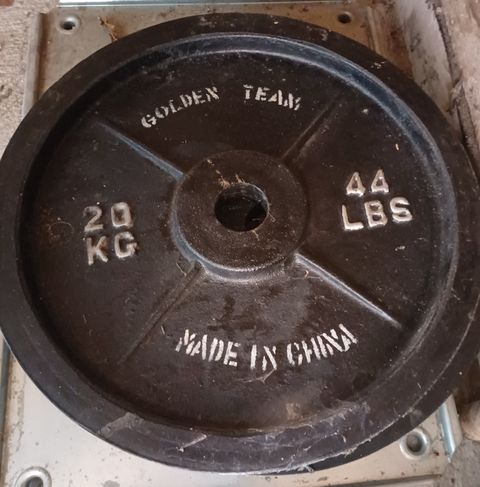 GOLDEN TEAM
20
KG
44
LBS
MADE IN CHINA